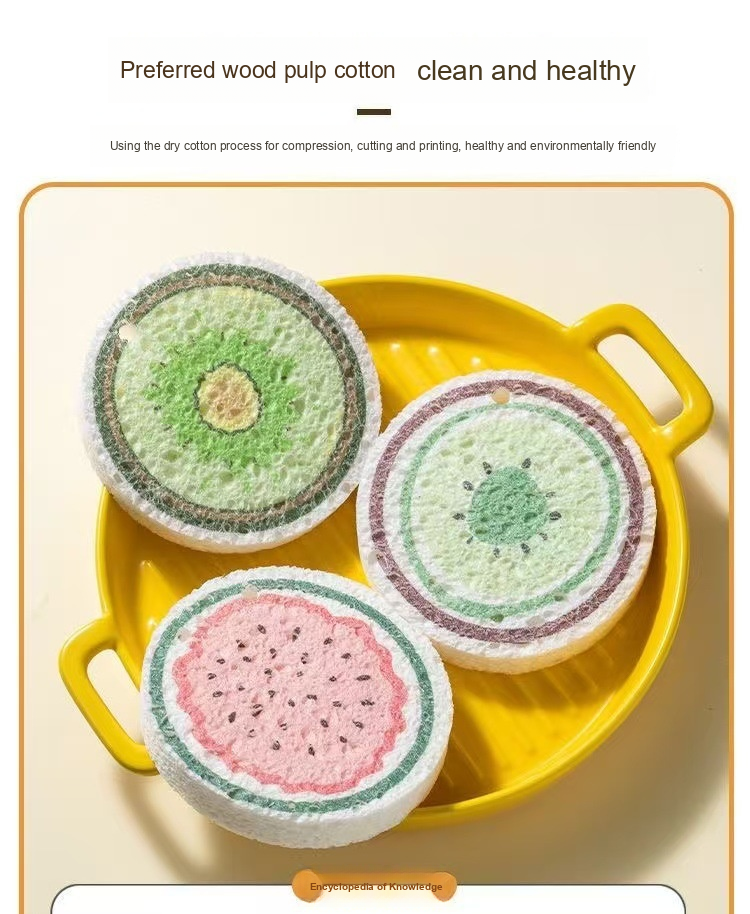 Preferred wood pulp cotton clean and healthy
Using the dry cotton process for compression, cutting and printing, healthy and environmentally friendly
Encyclopedia of Knowledge